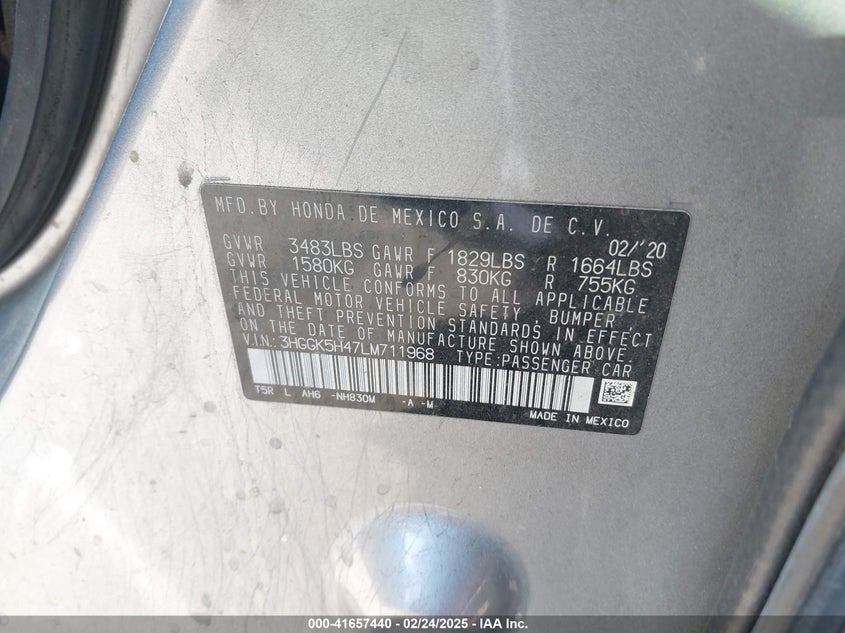 MFD. BY HONDA DE MEXICO S.A. DE C.V.
02/'20
GVWR 3483LBS GAWR F 1829LBS R 1664LBS
GVWR 1580KG GAWR F 830KG R 755KG
THIS VEHICLE CONFORMS TO ALL APPLICABLE
FEDERAL MOTOR VEHICLE SAFETY, BUMPER,
AND THEFT PREVENTION STANDARDS IN EFFECT
ON THE DATE OF MANUFACTURE SHOWN ABOVE.
V.I.N: 3HGGK5H47LM711968 TYPE: PASSENGER CAR
T5R L AH6 -NH830M -A -M
MADE IN MEXICO
000-41657440 - 02/24/2025 - IAA Inc.